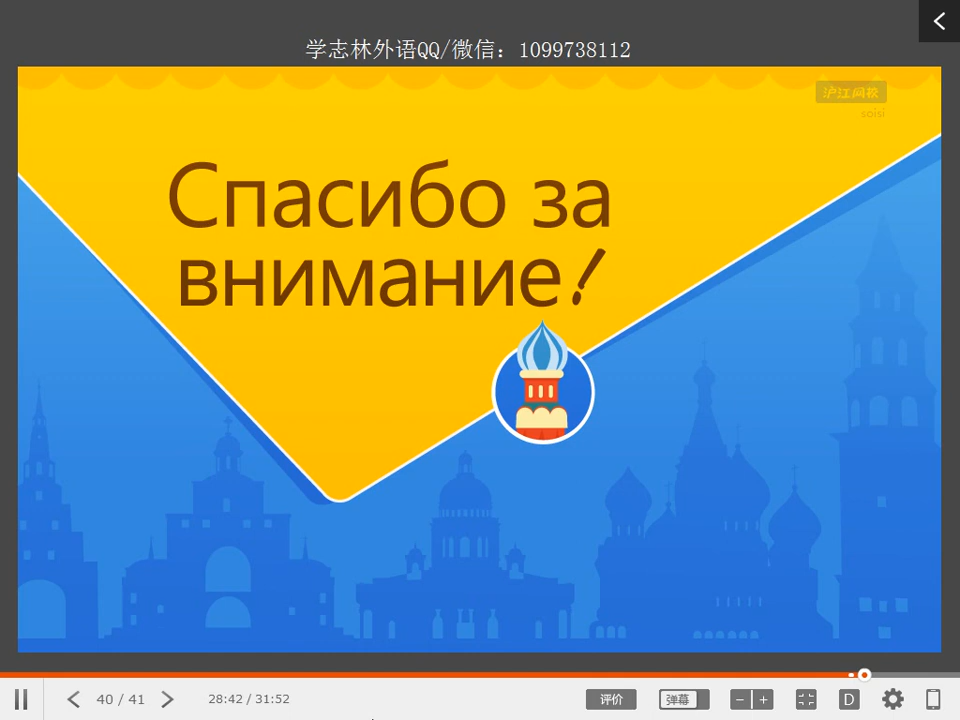 学志林外语QQ/微信：1099738112
沪江网校
soisi
Спасибо за
внимание!
40 / 41
28:42 / 31:52
评价
弹幕
D